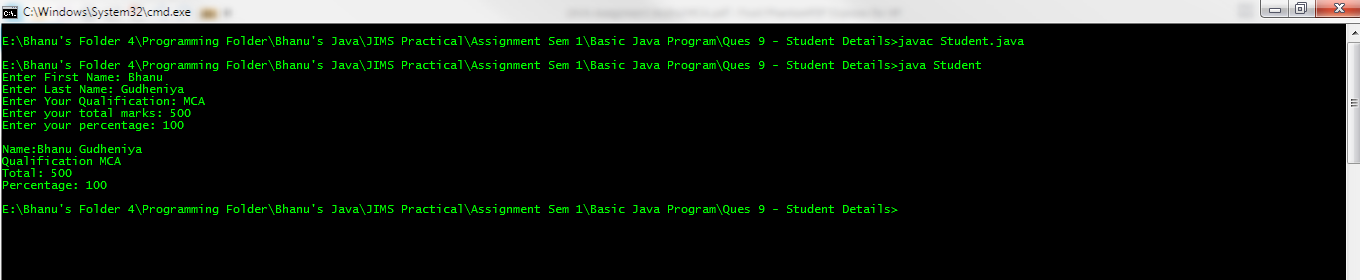 C:\Windows\System32\cmd.exe
E:\Bhanu's Folder 4\Programming Folder\Bhanu's Java\JIMS Practical\Assignment Sem 1\Basic Java Program\Ques 9 - Student Details>javac Student.java
E:\Bhanu's Folder 4\Programming Folder\Bhanu's Java\JIMS Practical\Assignment Sem 1\Basic Java Program\Ques 9 - Student Details>java Student
Enter First Name: Bhanu
Enter Last Name: Gudheniya
Enter Your Qualification: MCA
Enter your total marks: 500
Enter your percentage: 100
Name:Bhanu Gudheniya
Qualification MCA
Total: 500
Percentage: 100
E:\Bhanu's Folder 4\Programming Folder\Bhanu's Java\JIMS Practical\Assignment Sem 1\Basic Java Program\Ques 9 - Student Details>